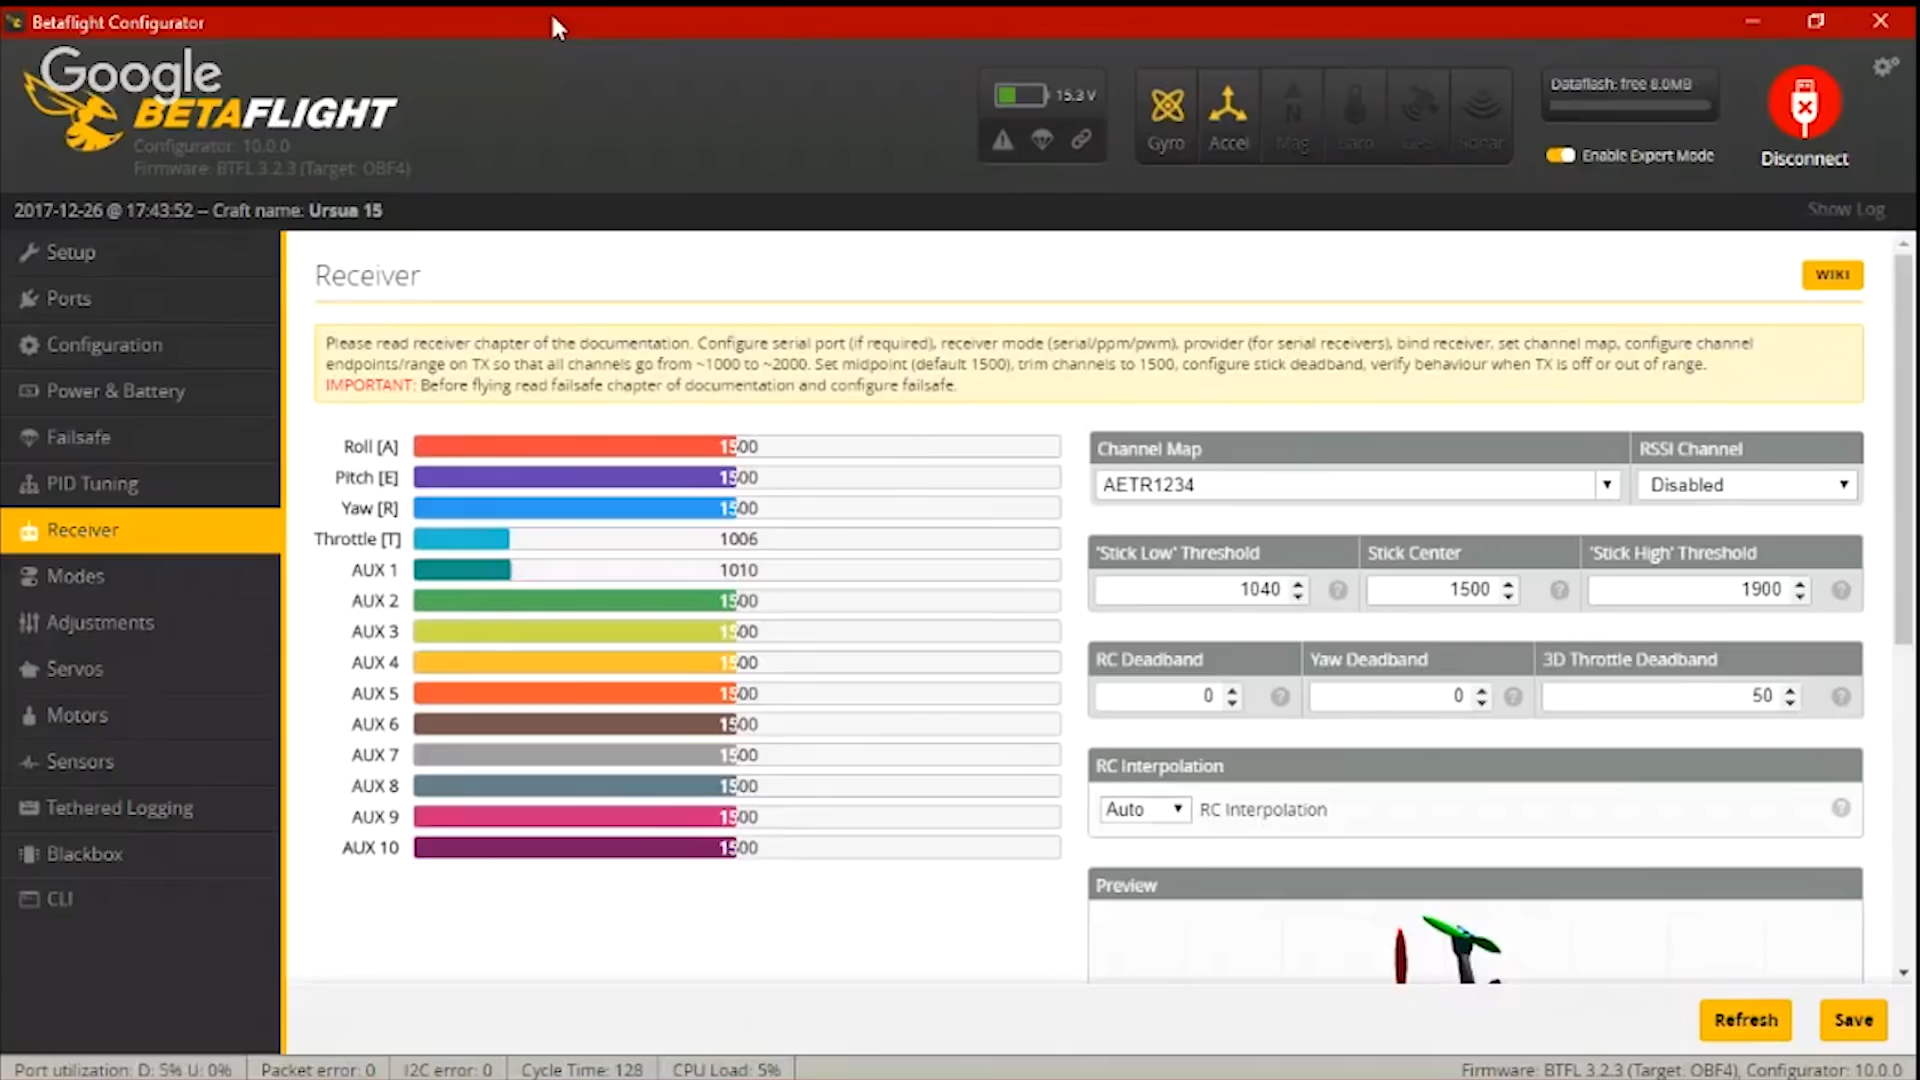 Betaflight Configurator
Google
BETAFLIGHT
Configurator: 10.0.0
Firmware: BTFL 3.2.3 (Target: OBF4)
15.3 V
Gyro
Accel
Mag
Baro
GPS
Sonar
Dataflash: free 8.0MB
Enable Expert Mode
Disconnect
2017-12-26 @ 17:43:52 -- Craft name: Ursua 15
Show Log
Setup
Ports
Configuration
Power & Battery
Failsafe
PID Tuning
Receiver
Modes
Adjustments
Servos
Motors
Sensors
Tethered Logging
Blackbox
CLI
Receiver
WIKI
Please read receiver chapter of the documentation. Configure serial port (if required), receiver mode (serial/ppm/pwm), provider (for serial receivers), bind receiver, set channel map, configure channel
endpoints/range on TX so that all channels go from ~1000 to ~2000. Set midpoint (default 1500), trim channels to 1500, configure stick deadband, verify behaviour when TX is off or out of range.
IMPORTANT: Before flying read failsafe chapter of documentation and configure failsafe.
Roll [A] 1500
Pitch [E] 1500
Yaw [R] 1500
Throttle [T] 1006
AUX 1 1010
AUX 2 1500
AUX 3 1500
AUX 4 1500
AUX 5 1500
AUX 6 1500
AUX 7 1500
AUX 8 1500
AUX 9 1500
AUX 10 1500
Channel Map RSSI Channel
AETR1234 Disabled
'Stick Low' Threshold Stick Center 'Stick High' Threshold
1040 1500 1900
RC Deadband Yaw Deadband 3D Throttle Deadband
0 0 50
RC Interpolation
Auto RC Interpolation
Preview
Refresh Save
Port utilization: D: 5% U: 0% Packet error: 0 I2C error: 0 Cycle Time: 128 CPU Load: 5% Firmware: BTFL 3.2.3 (Target: OBF4), Configurator: 10.0.0